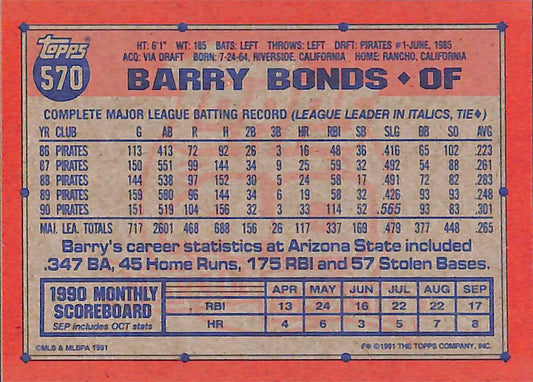 Topps
570
HT: 6'1" WT: 185 BATS: LEFT THROWS: LEFT DRFT: PIRATES #1-JUNE, 1985
ACQ: VIA DRAFT BORN: 7-24-64, RIVERSIDE, CALIFORNIA HOME: RANCHO, CALIFORNIA
BARRY BONDS ♦ OF
COMPLETE MAJOR LEAGUE BATTING RECORD (LEAGUE LEADER IN ITALICS, TIE♦)
YR CLUB G AB R H 2B 3B HR RBI SB SLG BB SO AVG
86 PIRATES 113 413 72 92 26 3 16 48 36 .416 65 102 .223
87 PIRATES 150 551 99 144 34 9 25 59 32 .492 54 88 .261
88 PIRATES 144 538 97 152 30 5 24 58 17 .491 72 82 .283
89 PIRATES 159 580 96 144 34 6 19 58 32 .426 93 93 .248
90 PIRATES 151 519 104 156 32 3 33 114 52 .565 93 83 .301
MAJ. LEA. TOTALS 717 2601 468 688 156 26 117 337 169 .479 377 448 .265
Barry's career statistics at Arizona State included
.347 BA, 45 Home Runs, 175 RBI and 57 Stolen Bases.
1990 MONTHLY
SCOREBOARD
SEP includes OCT stats
APR MAY JUN JUL AUG SEP
RBI 13 24 16 22 22 17
HR 4 6 3 5 7 8
©MLB & MLBPA 1991
F* ©1991 THE TOPPS COMPANY, INC.